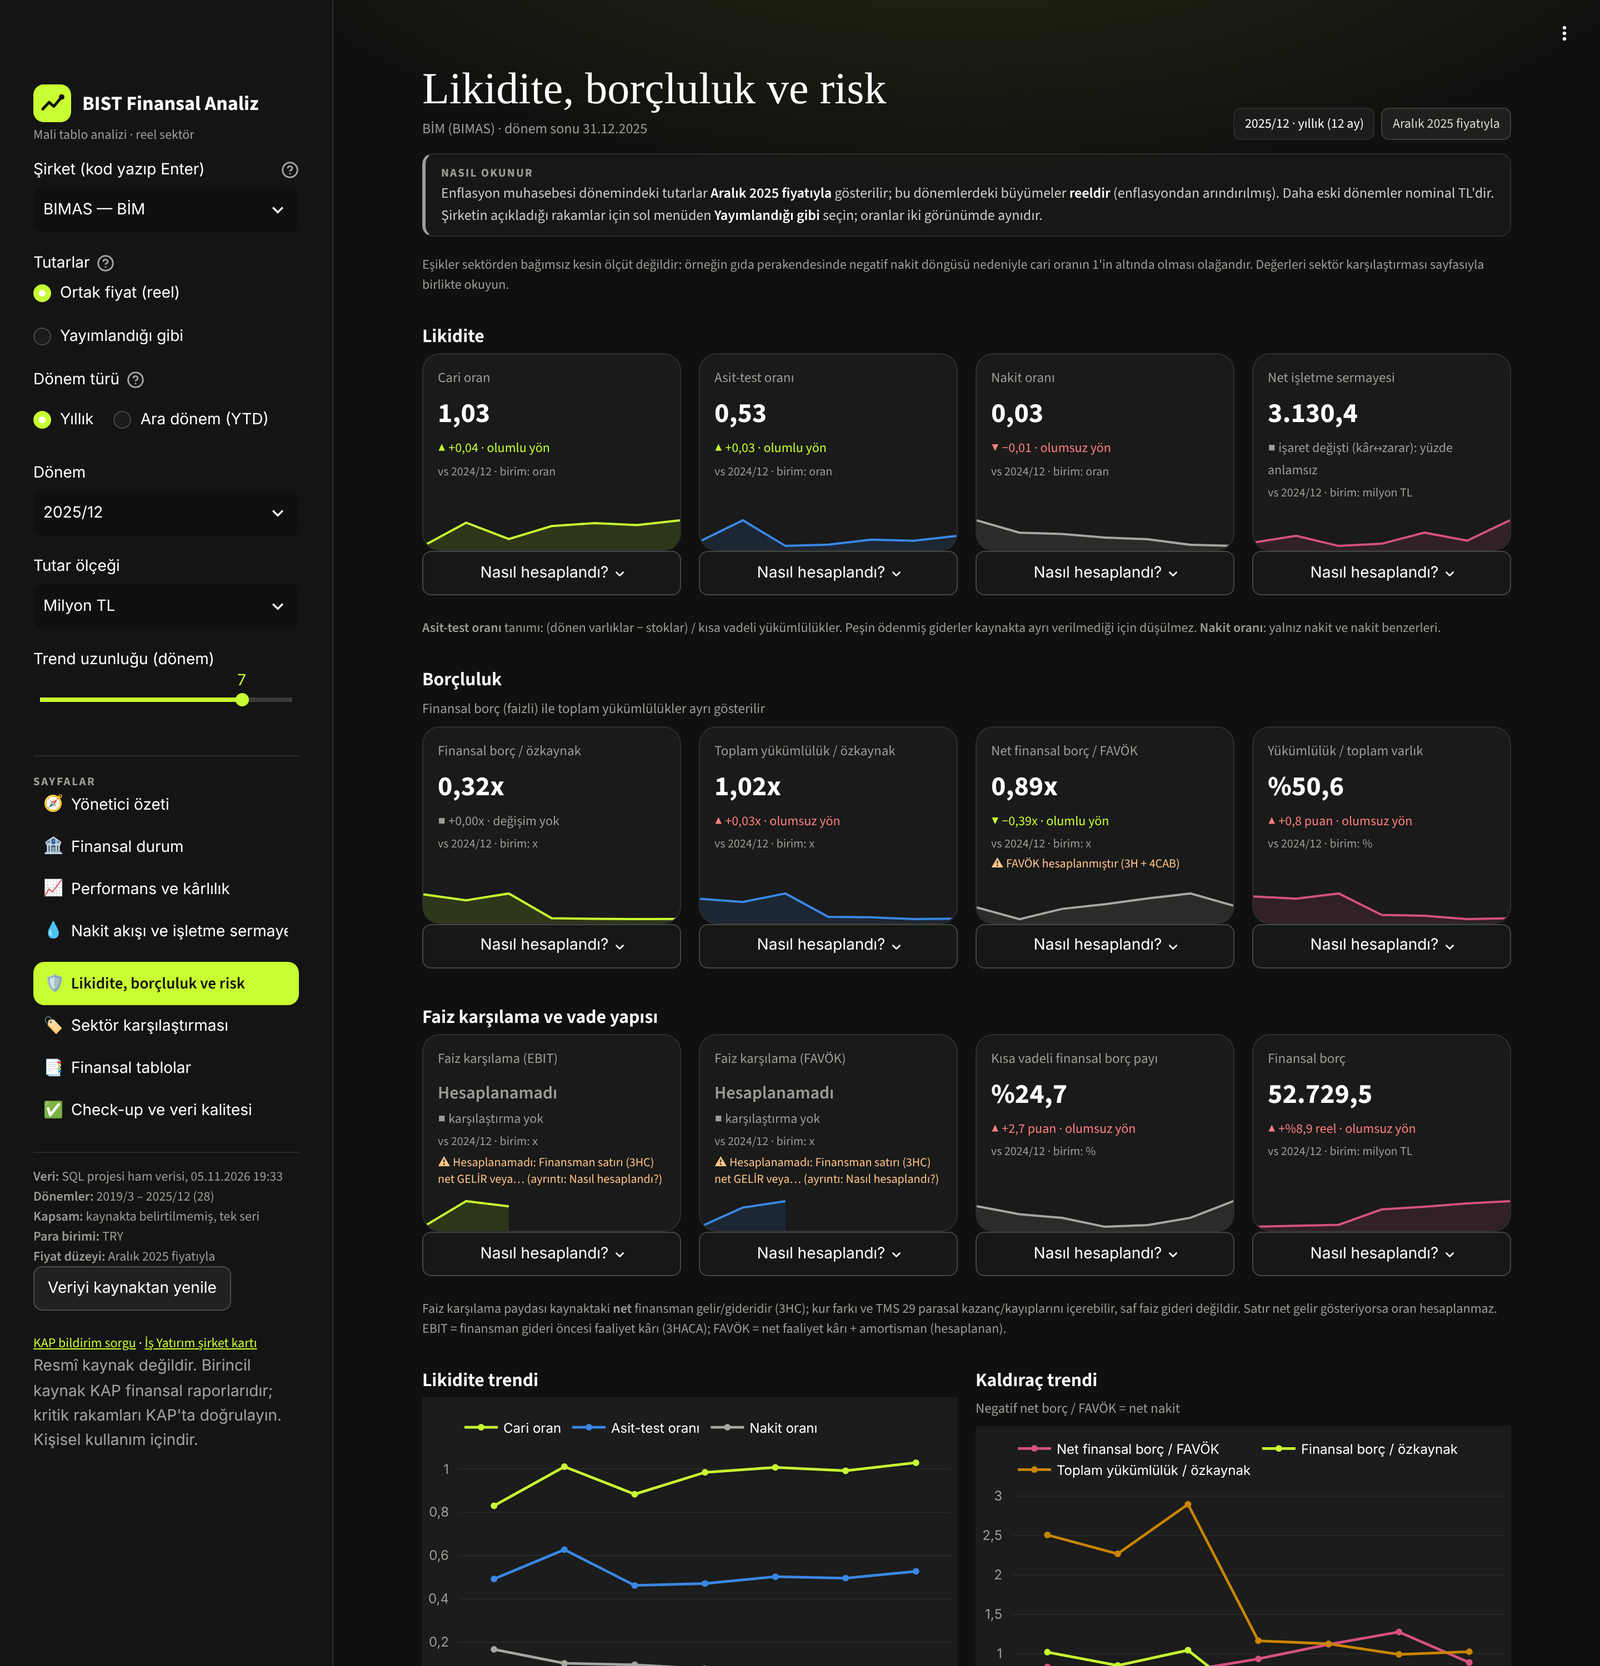 BIST Finansal Analiz
Mali tablo analizi · reel sektör
Şirket (kod yazıp Enter)
BIMAS — BİM
Tutarlar
Ortak fiyat (reel)
Yayımlandığı gibi
Dönem türü
Yıllık
Ara dönem (YTD)
Dönem
2025/12
Tutar ölçeği
Milyon TL
Trend uzunluğu (dönem)
7
SAYFALAR
Yönetici özeti
Finansal durum
Performans ve kârlılık
Nakit akışı ve işletme sermaye
Likidite, borçluluk ve risk
Sektör karşılaştırması
Finansal tablolar
Check-up ve veri kalitesi
Veri: SQL projesi ham verisi, 05.11.2026 19:33
Dönemler: 2019/3 – 2025/12 (28)
Kapsam: kaynakta belirtilmemiş, tek seri
Para birimi: TRY
Fiyat düzeyi: Aralık 2025 fiyatıyla
Veriyi kaynaktan yenile
KAP bildirim sorgu · İş Yatırım şirket kartı
Resmî kaynak değildir. Birincil
kaynak KAP finansal raporlarıdır;
kritik rakamları KAP'ta doğrulayın.
Kişisel kullanım içindir.
Likidite, borçluluk ve risk
BİM (BIMAS) · dönem sonu 31.12.2025
2025/12 · yıllık (12 ay)
Aralık 2025 fiyatıyla
NASIL OKUNUR
Enflasyon muhasebesi dönemindeki tutarlar Aralık 2025 fiyatıyla gösterilir; bu dönemlerdeki büyümeler reeldir (enflasyondan arındırılmış). Daha eski dönemler nominal TL'dir.
Şirketin açıkladığı rakamlar için sol menüden Yayımlandığı gibi seçin; oranlar iki görünümde aynıdır.
Eşikler sektörden bağımsız kesin ölçüt değildir: örneğin gıda perakendesinde negatif nakit döngüsü nedeniyle cari oranın 1'in altında olması olağandır. Değerleri sektör karşılaştırması sayfasıyla
birlikte okuyun.
Likidite
Cari oran
1,03
▲ +0,04 · olumlu yön
vs 2024/12 · birim: oran
Nasıl hesaplandı?
Asit-test oranı
0,53
▲ +0,03 · olumlu yön
vs 2024/12 · birim: oran
Nasıl hesaplandı?
Nakit oranı
0,03
▼ −0,01 · olumsuz yön
vs 2024/12 · birim: oran
Nasıl hesaplandı?
Net işletme sermayesi
3.130,4
■ işaret değişti (kâr↔zarar): yüzde
anlamsız
vs 2024/12 · birim: milyon TL
Nasıl hesaplandı?
Asit-test oranı tanımı: (dönen varlıklar − stoklar) / kısa vadeli yükümlülükler. Peşin ödenmiş giderler kaynakta ayrı verilmediği için düşülmez. Nakit oranı: yalnız nakit ve nakit benzerleri.
Borçluluk
Finansal borç (faizli) ile toplam yükümlülükler ayrı gösterilir
Finansal borç / özkaynak
0,32x
■ +0,00x · değişim yok
vs 2024/12 · birim: x
Nasıl hesaplandı?
Toplam yükümlülük / özkaynak
1,02x
▲ +0,03x · olumsuz yön
vs 2024/12 · birim: x
Nasıl hesaplandı?
Net finansal borç / FAVÖK
0,89x
▼ −0,39x · olumlu yön
vs 2024/12 · birim: x
⚠ FAVÖK hesaplanmıştır (3H + 4CAB)
Nasıl hesaplandı?
Yükümlülük / toplam varlık
%50,6
▲ +0,8 puan · olumsuz yön
vs 2024/12 · birim: %
Nasıl hesaplandı?
Faiz karşılama ve vade yapısı
Faiz karşılama (EBIT)
Hesaplanamadı
■ karşılaştırma yok
vs 2024/12 · birim: x
⚠ Hesaplanamadı: Finansman satırı (3HC)
net GELİR veya… (ayrıntı: Nasıl hesaplandı?)
Nasıl hesaplandı?
Faiz karşılama (FAVÖK)
Hesaplanamadı
■ karşılaştırma yok
vs 2024/12 · birim: x
⚠ Hesaplanamadı: Finansman satırı (3HC)
net GELİR veya… (ayrıntı: Nasıl hesaplandı?)
Nasıl hesaplandı?
Kısa vadeli finansal borç payı
%24,7
▲ +2,7 puan · olumsuz yön
vs 2024/12 · birim: %
Nasıl hesaplandı?
Finansal borç
52.729,5
▲ +%8,9 reel · olumsuz yön
vs 2024/12 · birim: milyon TL
Nasıl hesaplandı?
Faiz karşılama paydası kaynaktaki net finansman gelir/gideridir (3HC); kur farkı ve TMS 29 parasal kazanç/kayıplarını içerebilir, saf faiz gideri değildir. Satır net gelir gösteriyorsa oran hesaplanmaz.
EBIT = finansman gideri öncesi faaliyet kârı (3HACA); FAVÖK = net faaliyet kârı + amortisman (hesaplanan).
Likidite trendi
Cari oran
Asit-test oranı
Nakit oranı
1
0,8
0,6
0,4
0,2
Kaldıraç trendi
Negatif net borç / FAVÖK = net nakit
Net finansal borç / FAVÖK
Finansal borç / özkaynak
Toplam yükümlülük / özkaynak
3
2,5
2
1,5
1